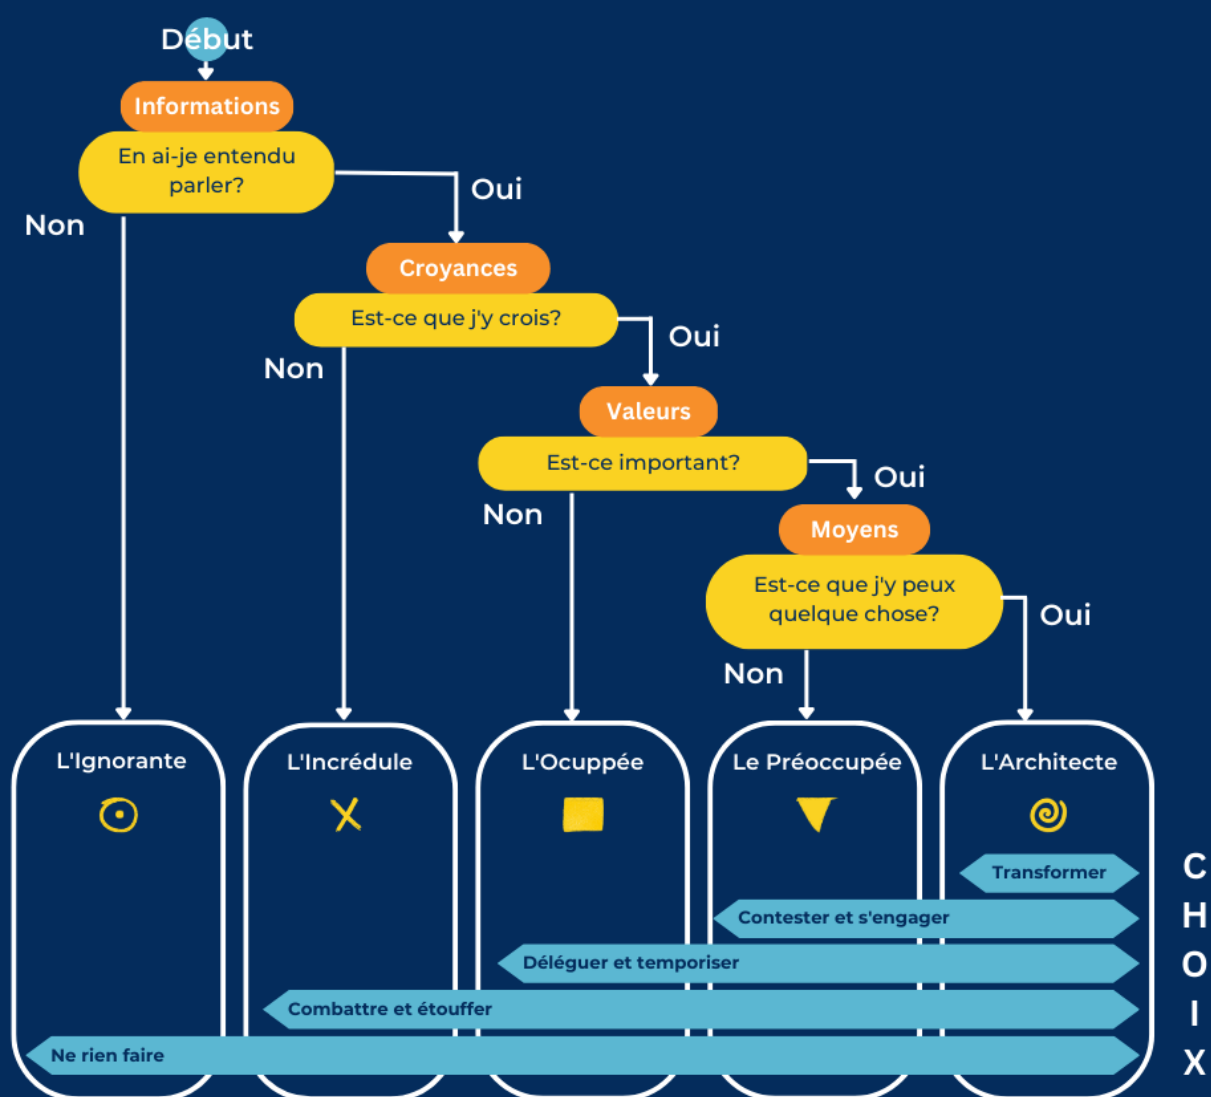 Début
Informations
En ai-je entendu
parler?
Oui
Non
Croyances
Est-ce que j'y crois?
Oui
Non
Valeurs
Est-ce important?
Oui
Non
Moyens
Est-ce que j'y peux
quelque chose?
Oui
Non
L'Ignorante
L'Incrédule
L'Ocuppée
Le Préoccupée
L'Architecte
Transformer
Contester et s'engager
Déléguer et temporiser
Combattre et étouffer
Ne rien faire
C
H
O
I
X